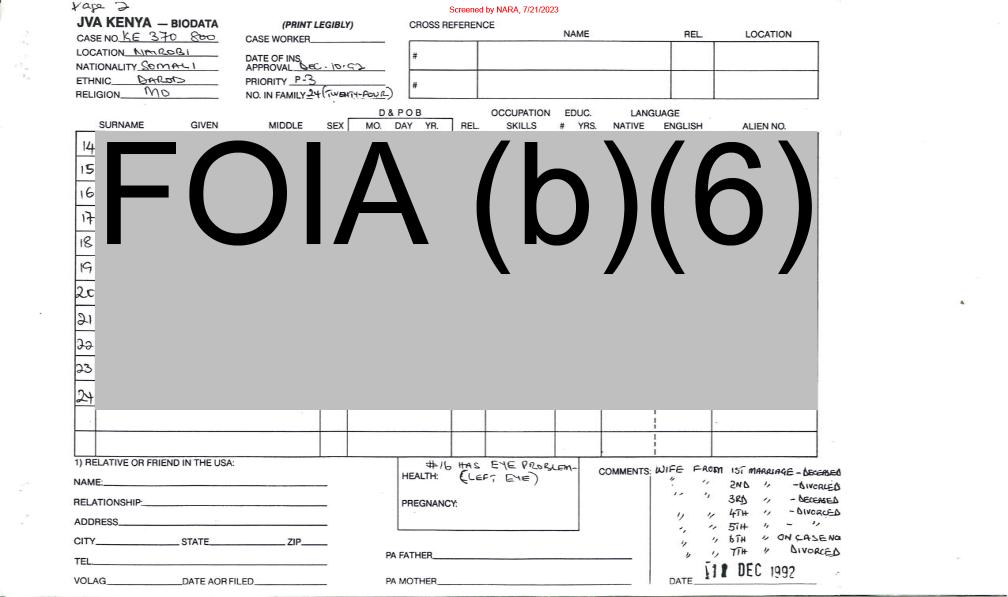 Screened by NARA, 7/21/2023
Page 2
JVA KENYA — BIODATA (PRINT LEGIBLY) CROSS REFERENCE
CASE NO. KE 370 800 CASE WORKER NAME REL. LOCATION
LOCATION NAIROBI DATE OF INS APPROVAL DEC. 10.92 #
NATIONALITY SOMALI
ETHNIC DAROD PRIORITY P-3 #
RELIGION MO NO. IN FAMILY 24 (TWENTY-FOUR)
D & P O B OCCUPATION EDUC. LANGUAGE
SURNAME GIVEN MIDDLE SEX MO. DAY YR. REL. SKILLS # YRS. NATIVE ENGLISH ALIEN NO.
FOIA (b)(6)
14
15
16
17
18
19
20
21
22
23
24
1) RELATIVE OR FRIEND IN THE USA:
NAME:
RELATIONSHIP:
ADDRESS
CITY STATE ZIP
TEL.
VOLAG DATE AOR FILED
#16 HAS EYE PROBLEM-
HEALTH: (LEFT EYE)
PREGNANCY:
PA FATHER
PA MOTHER
COMMENTS: WIFE FROM 1ST MARRIAGE - DECEASED
" " 2ND " - DIVORCED
" " 3RD " - DECEASED
" " 4TH " - DIVORCED
" " 5TH " - "
" " 6TH " ON CASE NO
" " 7TH " DIVORCED
DATE 11 DEC 1992